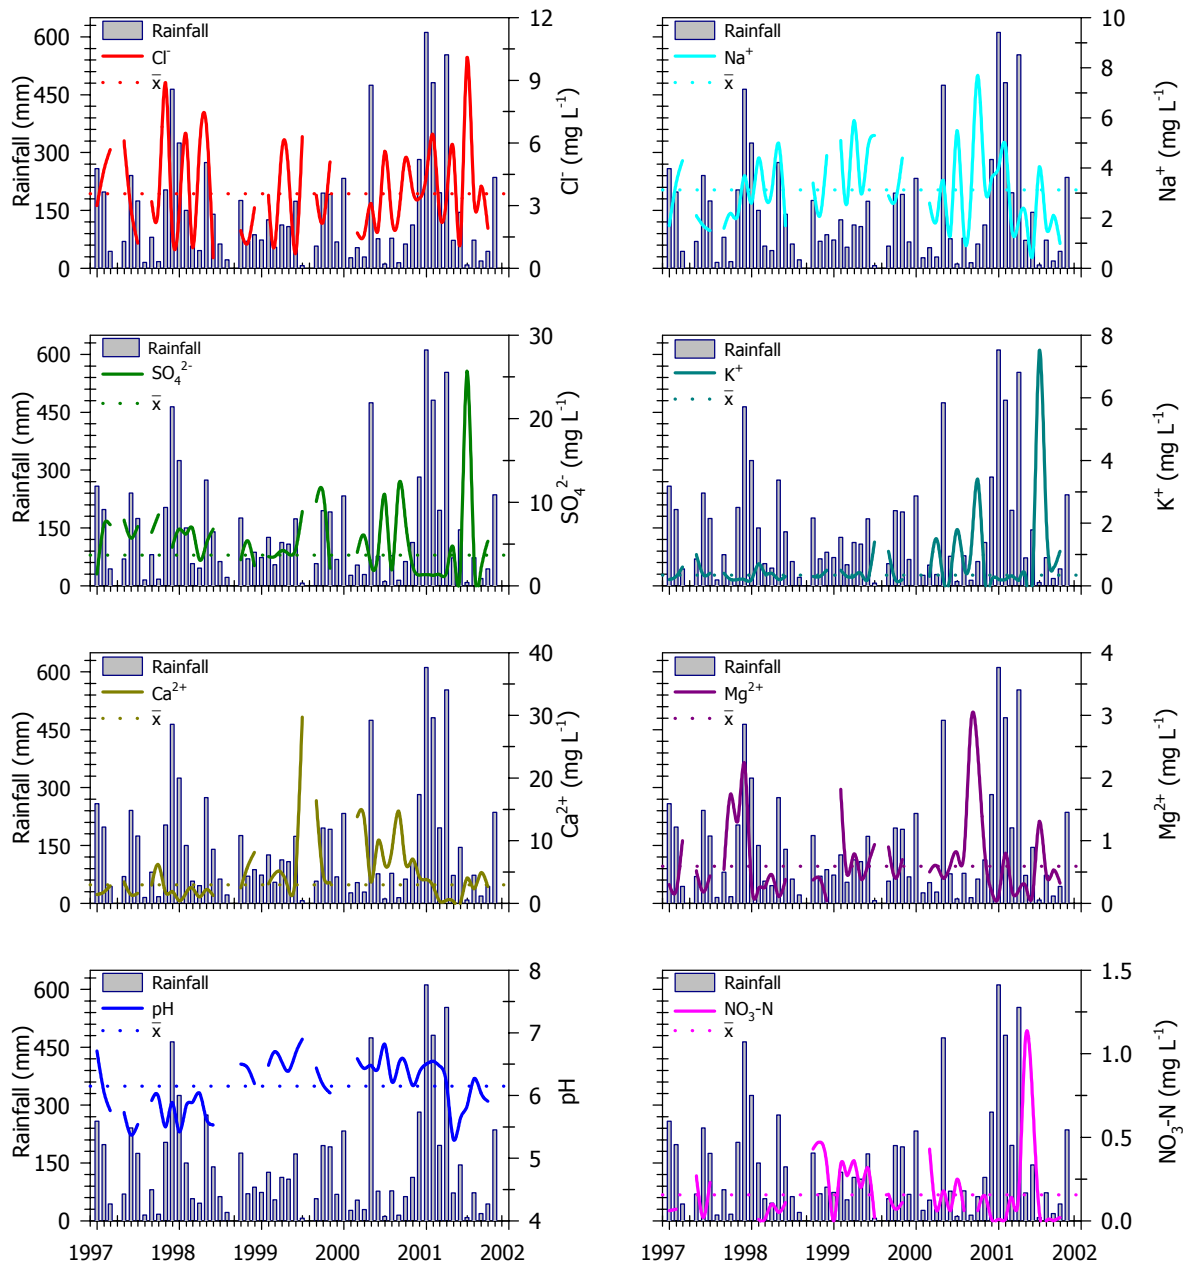 Rainfall
Cl⁻
x̄
600
450
300
150
0
Rainfall (mm)
12
9
6
3
0
Cl⁻ (mg L⁻¹)
Rainfall
Na⁺
x̄
10
8
6
4
2
0
Na⁺ (mg L⁻¹)
Rainfall
SO₄²⁻
x̄
600
450
300
150
0
Rainfall (mm)
30
20
10
0
SO₄²⁻ (mg L⁻¹)
Rainfall
K⁺
x̄
8
6
4
2
0
K⁺ (mg L⁻¹)
Rainfall
Ca²⁺
x̄
600
450
300
150
0
Rainfall (mm)
40
30
20
10
0
Ca²⁺ (mg L⁻¹)
Rainfall
Mg²⁺
x̄
4
3
2
1
0
Mg²⁺ (mg L⁻¹)
Rainfall
pH
x̄
600
450
300
150
0
Rainfall (mm)
8
7
6
5
4
pH
Rainfall
NO₃-N
x̄
1.5
1.0
0.5
0.0
NO₃-N (mg L⁻¹)
1997 1998 1999 2000 2001 2002
1997 1998 1999 2000 2001 2002